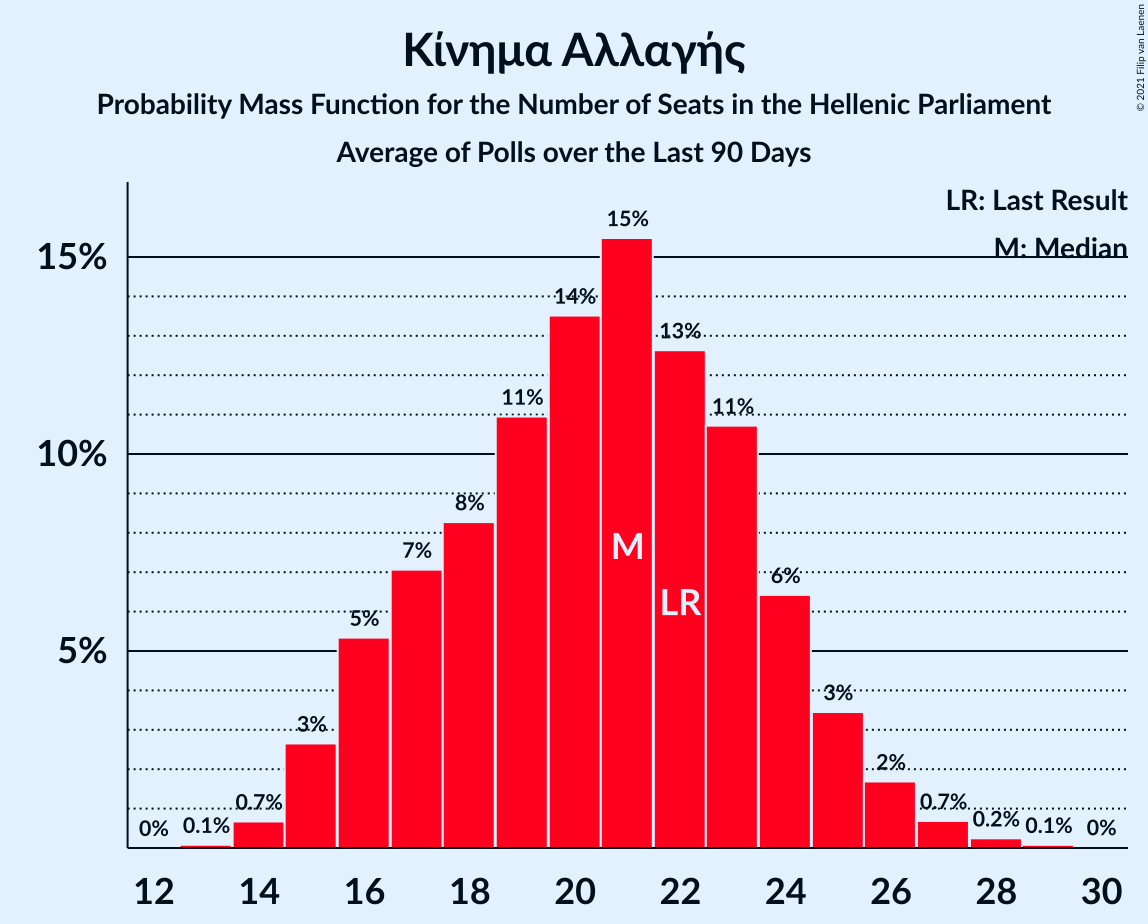 Κίνημα Αλλαγής
Probability Mass Function for the Number of Seats in the Hellenic Parliament
Average of Polls over the Last 90 Days
© 2021 Filip van Laenen
LR: Last Result
M: Median
15%
10%
5%
0%
0.1%
0.7%
3%
5%
7%
8%
11%
14%
15%
13%
11%
6%
3%
2%
0.7%
0.2%
0.1%
0%
M
LR
12 14 16 18 20 22 24 26 28 30